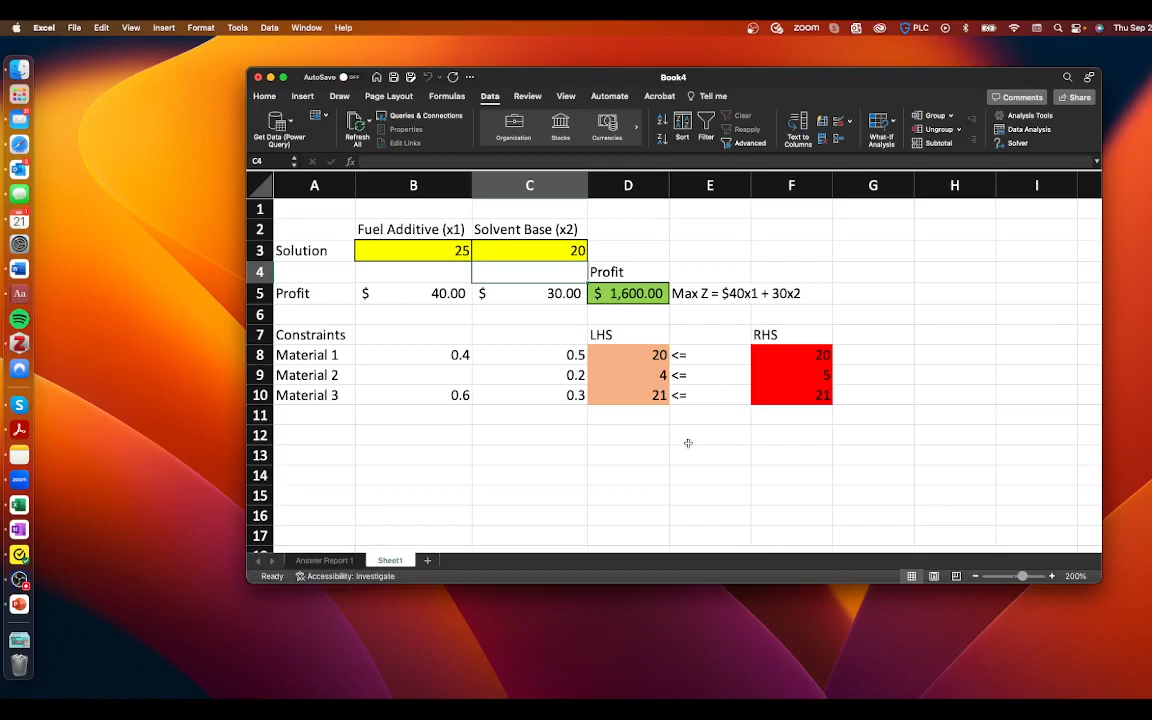 Excel File Edit View Insert Format Tools Data Window Help zoom PLC Thu Sep 2
AutoSave OFF Book4
Home Insert Draw Page Layout Formulas Data Review View Automate Acrobat Tell me Comments Share
Get Data (Power Query) Refresh All Queries & Connections Properties Edit Links Organization Stocks Currencies Sort Filter Clear Reapply Advanced Text to Columns What-If Analysis Group Ungroup Subtotal Analysis Tools Data Analysis Solver
C4 fx
A B C D E F G H I
1
2 Fuel Additive (x1) Solvent Base (x2)
3 Solution 25 20
4 Profit
5 Profit $ 40.00 $ 30.00 $ 1,600.00 Max Z = $40x1 + 30x2
6
7 Constraints LHS RHS
8 Material 1 0.4 0.5 20 <= 20
9 Material 2 0.2 4 <= 5
10 Material 3 0.6 0.3 21 <= 21
11
12
13
14
15
16
17
Answer Report 1 Sheet1 +
Ready Accessibility: Investigate 200%